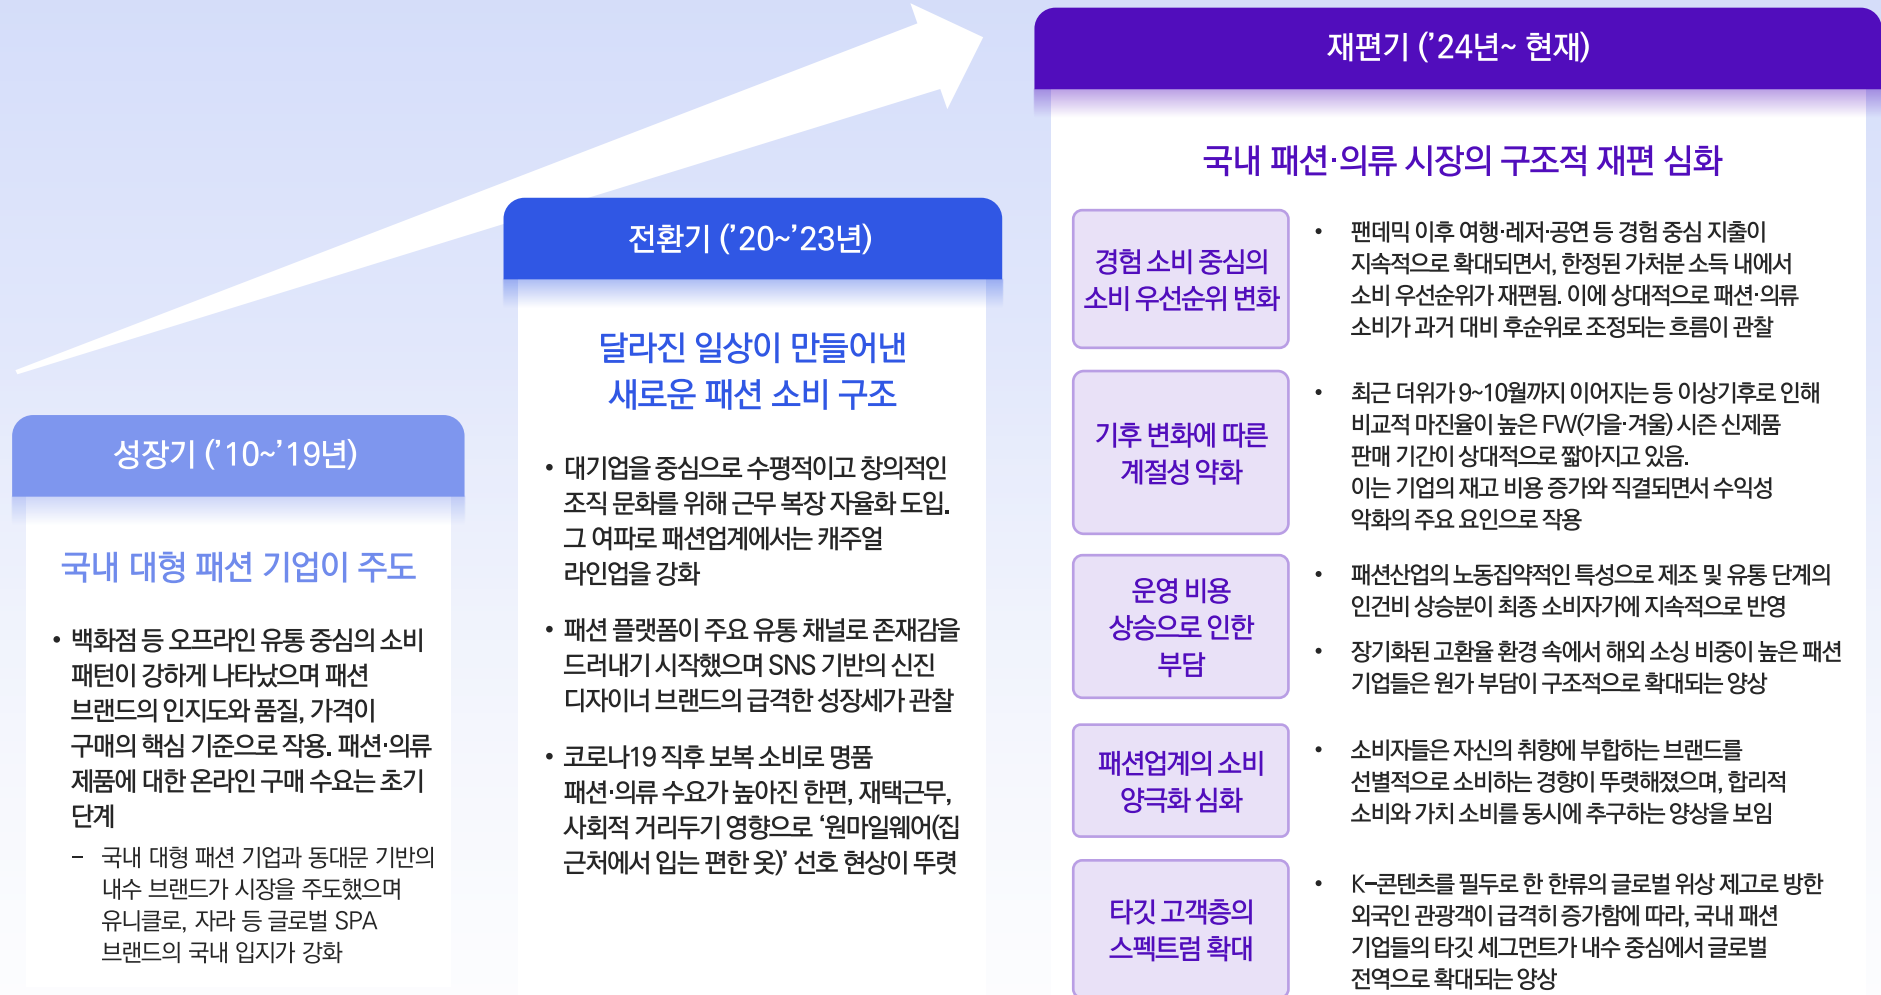 성장기 (’10~’19년)
국내 대형 패션 기업이 주도
• 백화점 등 오프라인 유통 중심의 소비
패턴이 강하게 나타났으며 패션
브랜드의 인지도와 품질, 가격이
구매의 핵심 기준으로 작용. 패션·의류
제품에 대한 온라인 구매 수요는 초기
단계
– 국내 대형 패션 기업과 동대문 기반의
내수 브랜드가 시장을 주도했으며
유니클로, 자라 등 글로벌 SPA
브랜드의 국내 입지가 강화
전환기 (’20~’23년)
달라진 일상이 만들어낸
새로운 패션 소비 구조
• 대기업을 중심으로 수평적이고 창의적인
조직 문화를 위해 근무 복장 자율화 도입.
그 여파로 패션업계에서는 캐주얼
라인업을 강화
• 패션 플랫폼이 주요 유통 채널로 존재감을
드러내기 시작했으며 SNS 기반의 신진
디자이너 브랜드의 급격한 성장세가 관찰
• 코로나19 직후 보복 소비로 명품
패션·의류 수요가 높아진 한편, 재택근무,
사회적 거리두기 영향으로 ‘원마일웨어(집
근처에서 입는 편한 옷)’ 선호 현상이 뚜렷
재편기 (’24년~ 현재)
국내 패션·의류 시장의 구조적 재편 심화
경험 소비 중심의
소비 우선순위 변화
• 팬데믹 이후 여행·레저·공연 등 경험 중심 지출이
지속적으로 확대되면서, 한정된 가처분 소득 내에서
소비 우선순위가 재편됨. 이에 상대적으로 패션·의류
소비가 과거 대비 후순위로 조정되는 흐름이 관찰
기후 변화에 따른
계절성 약화
• 최근 더위가 9~10월까지 이어지는 등 이상기후로 인해
비교적 마진율이 높은 FW(가을·겨울) 시즌 신제품
판매 기간이 상대적으로 짧아지고 있음.
이는 기업의 재고 비용 증가와 직결되면서 수익성
악화의 주요 요인으로 작용
운영 비용
상승으로 인한
부담
• 패션산업의 노동집약적인 특성으로 제조 및 유통 단계의
인건비 상승분이 최종 소비자가에 지속적으로 반영
• 장기화된 고환율 환경 속에서 해외 소싱 비중이 높은 패션
기업들은 원가 부담이 구조적으로 확대되는 양상
패션업계의 소비
양극화 심화
• 소비자들은 자신의 취향에 부합하는 브랜드를
선별적으로 소비하는 경향이 뚜렷해졌으며, 합리적
소비와 가치 소비를 동시에 추구하는 양상을 보임
타깃 고객층의
스펙트럼 확대
• K-콘텐츠를 필두로 한 한류의 글로벌 위상 제고로 방한
외국인 관광객이 급격히 증가함에 따라, 국내 패션
기업들의 타깃 세그먼트가 내수 중심에서 글로벌
전역으로 확대되는 양상